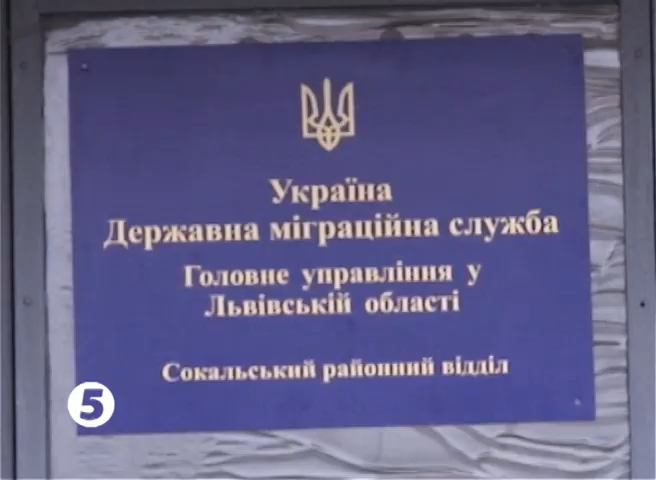 Україна
Державна міграційна служба
Головне управління у
Львівській області
Сокальський районний відділ
5